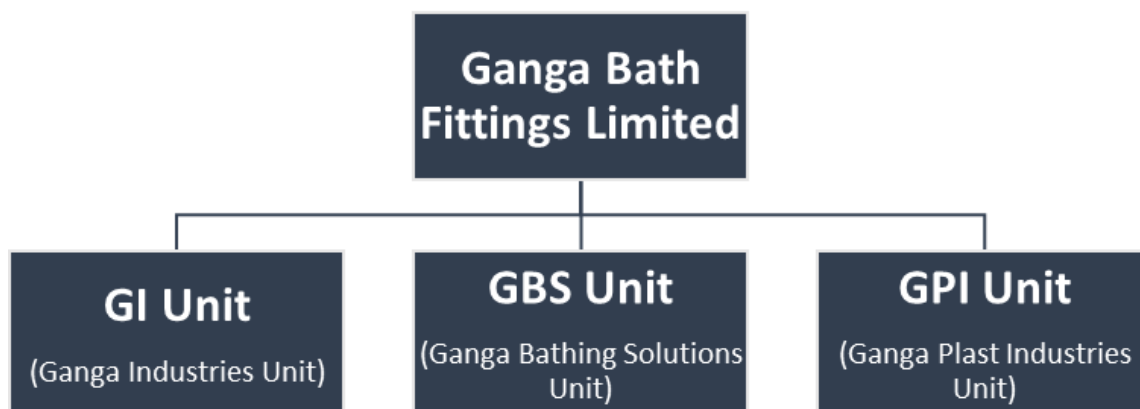 Ganga Bath
Fittings Limited
GI Unit
(Ganga Industries Unit)
GBS Unit
(Ganga Bathing Solutions
Unit)
GPI Unit
(Ganga Plast Industries
Unit)